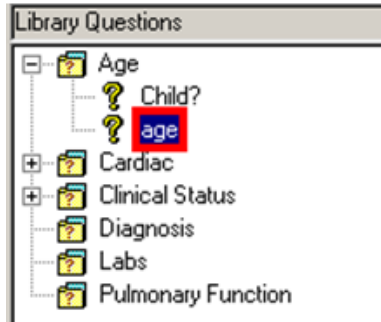 Library Questions
Age
Child?
age
Cardiac
Clinical Status
Diagnosis
Labs
Pulmonary Function